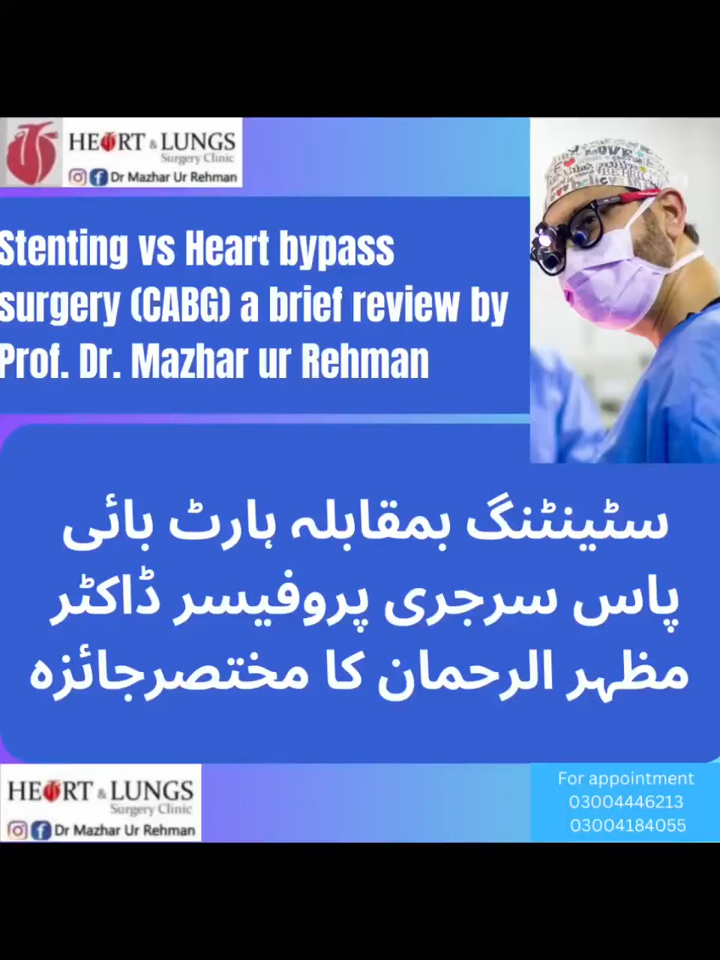 HEART & LUNGS
Surgery Clinic
Dr Mazhar Ur Rehman
Stenting vs Heart bypass
surgery (CABG) a brief review by
Prof. Dr. Mazhar ur Rehman
سٹینٹنگ بمقابلہ ہارٹ بائی
پاس سرجری پروفیسر ڈاکٹر
مظہر الرحمان کا مختصرجائزہ
HEART & LUNGS
Surgery Clinic
Dr Mazhar Ur Rehman
For appointment
03004446213
03004184055